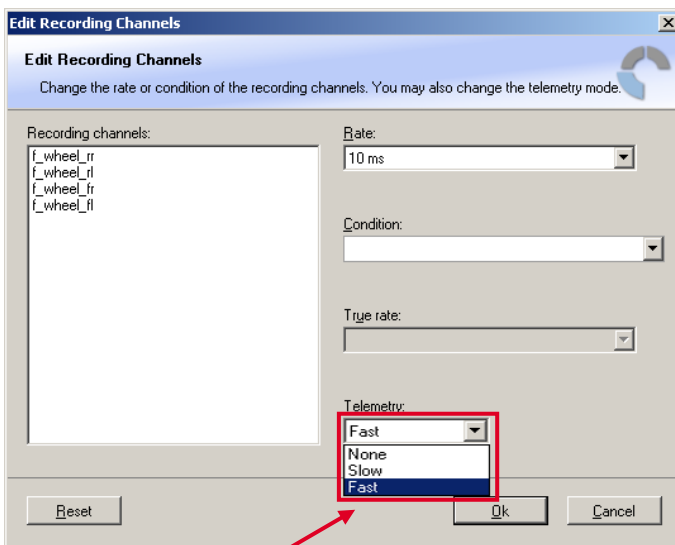 Edit Recording Channels
Edit Recording Channels
Change the rate or condition of the recording channels. You may also change the telemetry mode.
Recording channels:
f_wheel_rr
f_wheel_rl
f_wheel_fr
f_wheel_fl
Rate:
10 ms
Condition:
True rate:
Telemetry:
Fast
None
Slow
Fast
Reset
Ok
Cancel